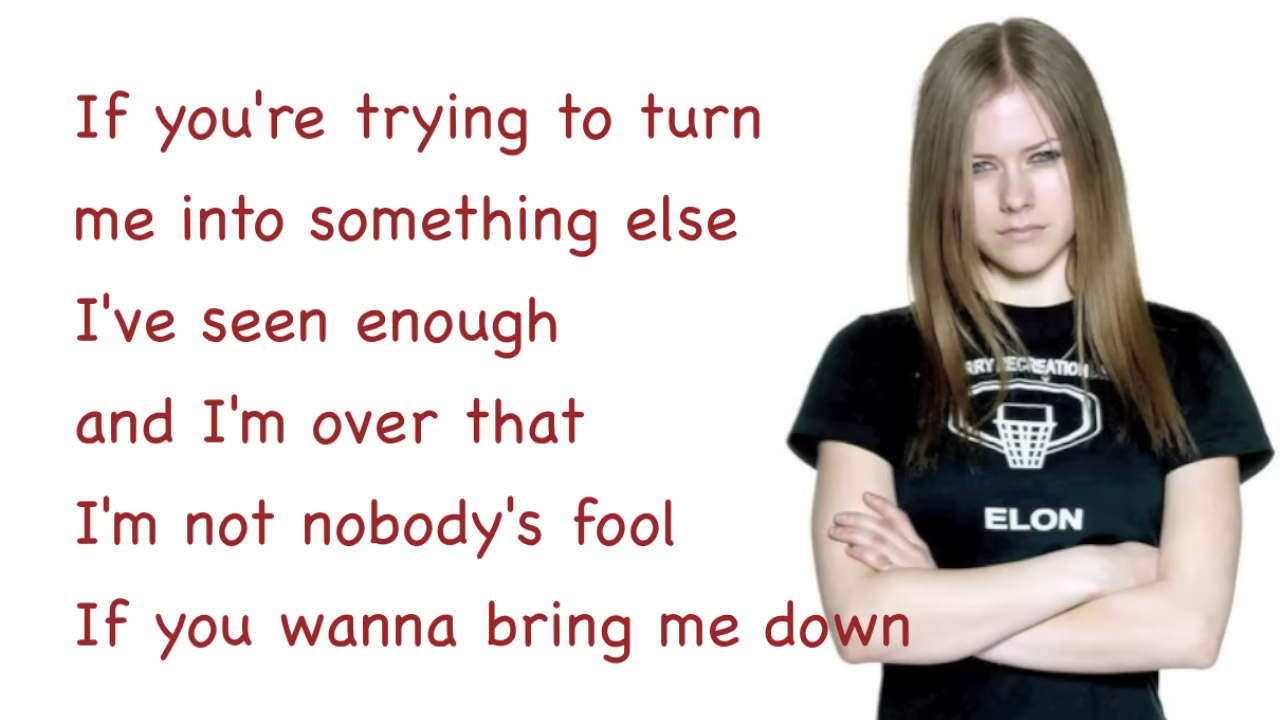 If you're trying to turn
me into something else
I've seen enough
and I'm over that
I'm not nobody's fool
If you wanna bring me down
RECREATION
ELON